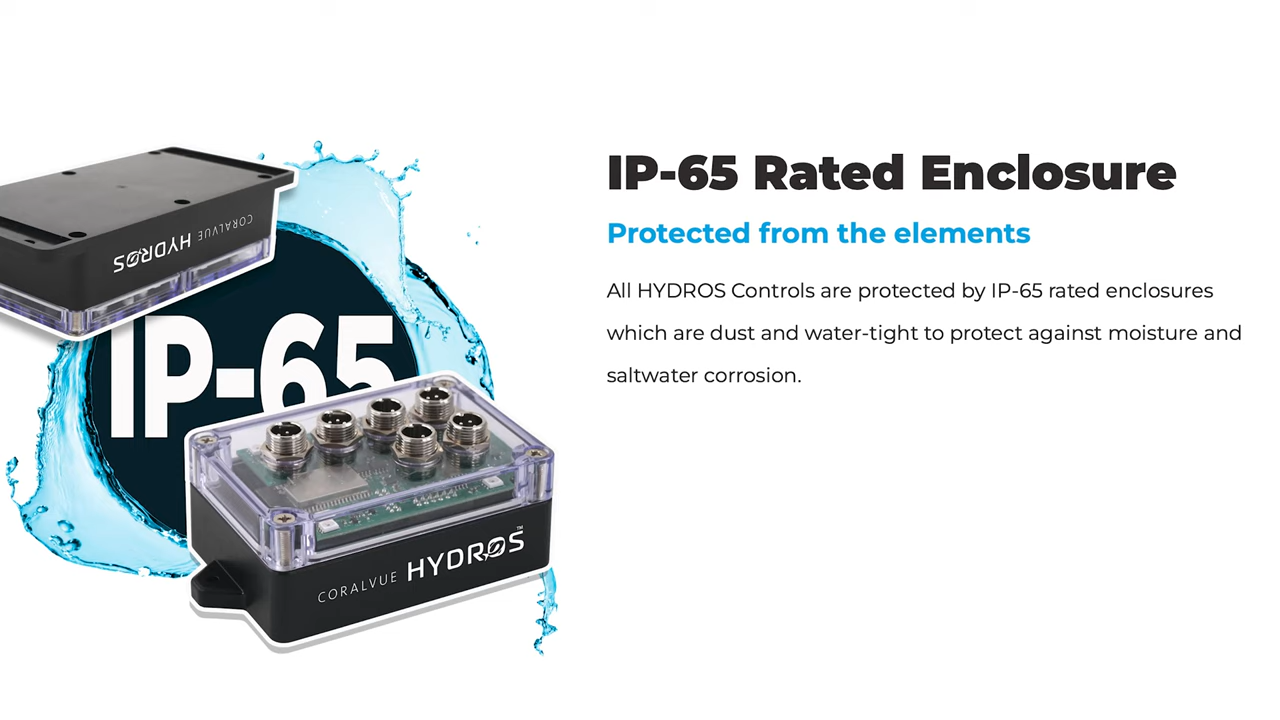 IP-65 Rated Enclosure
Protected from the elements
All HYDROS Controls are protected by IP-65 rated enclosures
which are dust and water-tight to protect against moisture and
saltwater corrosion.
CORALVUE HYDROS
IP-65
CORALVUE HYDROS™